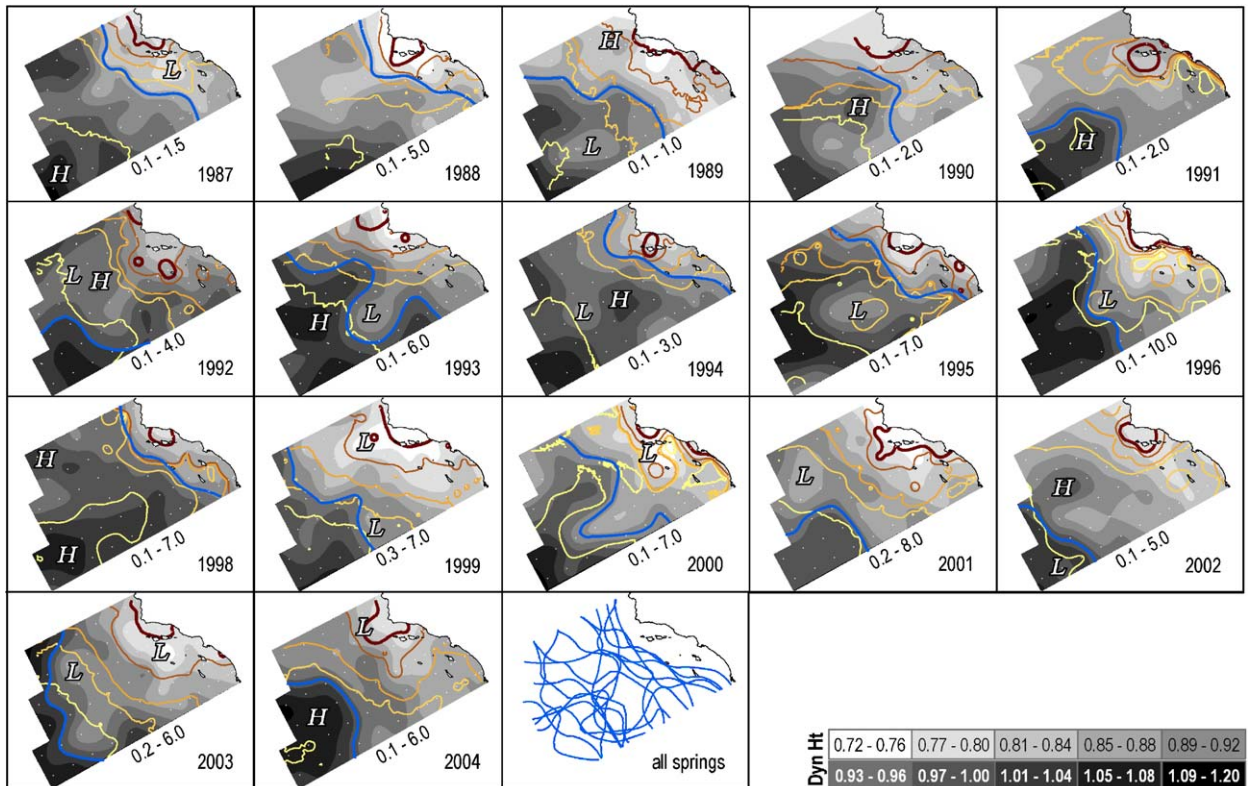 H
L
0.1 - 1.5
1987
0.1 - 5.0
1988
H
L
0.1 - 1.0
1989
H
0.1 - 2.0
1990
H
0.1 - 2.0
1991
L
H
0.1 - 4.0
1992
H
L
0.1 - 6.0
1993
L
H
0.1 - 3.0
1994
L
0.1 - 7.0
1995
L
0.1 - 10.0
1996
H
H
0.1 - 7.0
1998
L
L
0.3 - 7.0
1999
L
0.1 - 7.0
2000
L
0.2 - 8.0
2001
H
L
0.1 - 5.0
2002
L
L
0.2 - 6.0
2003
L
H
0.1 - 6.0
2004
all springs
Dyn Ht
0.72 - 0.76 0.77 - 0.80 0.81 - 0.84 0.85 - 0.88 0.89 - 0.92
0.93 - 0.96 0.97 - 1.00 1.01 - 1.04 1.05 - 1.08 1.09 - 1.20